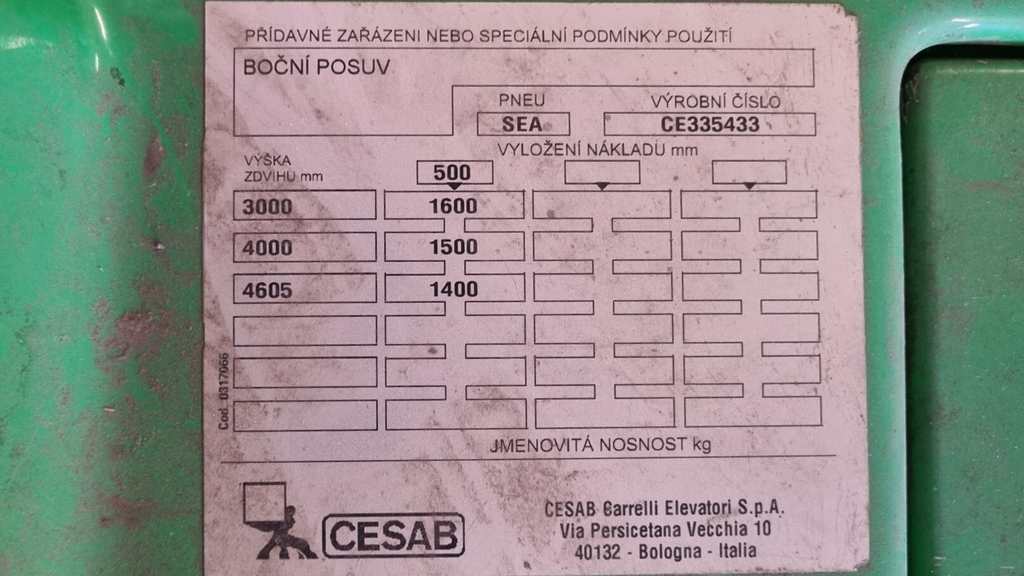 PŘÍDAVNÉ ZAŘÁZENI NEBO SPECIÁLNÍ PODMÍNKY POUŽITÍ
BOČNÍ POSUV
PNEU VÝROBNÍ ČÍSLO
SEA CE335433
VYLOŽENÍ NÁKLADU mm
VÝŠKA
ZDVIHU mm 500
3000 1600
4000 1500
4605 1400
Cod. 0317066
JMENOVITÁ NOSNOST kg
CESAB
CESAB Carrelli Elevatori S.p.A.
Via Persicetana Vecchia 10
40132 - Bologna - Italia